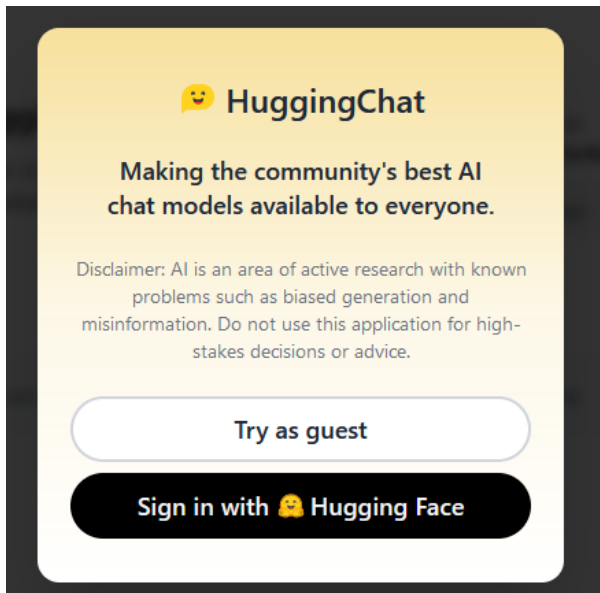 HuggingChat
Making the community's best AI
chat models available to everyone.
Disclaimer: AI is an area of active research with known
problems such as biased generation and
misinformation. Do not use this application for high-
stakes decisions or advice.
Try as guest
Sign in with 🤗 Hugging Face